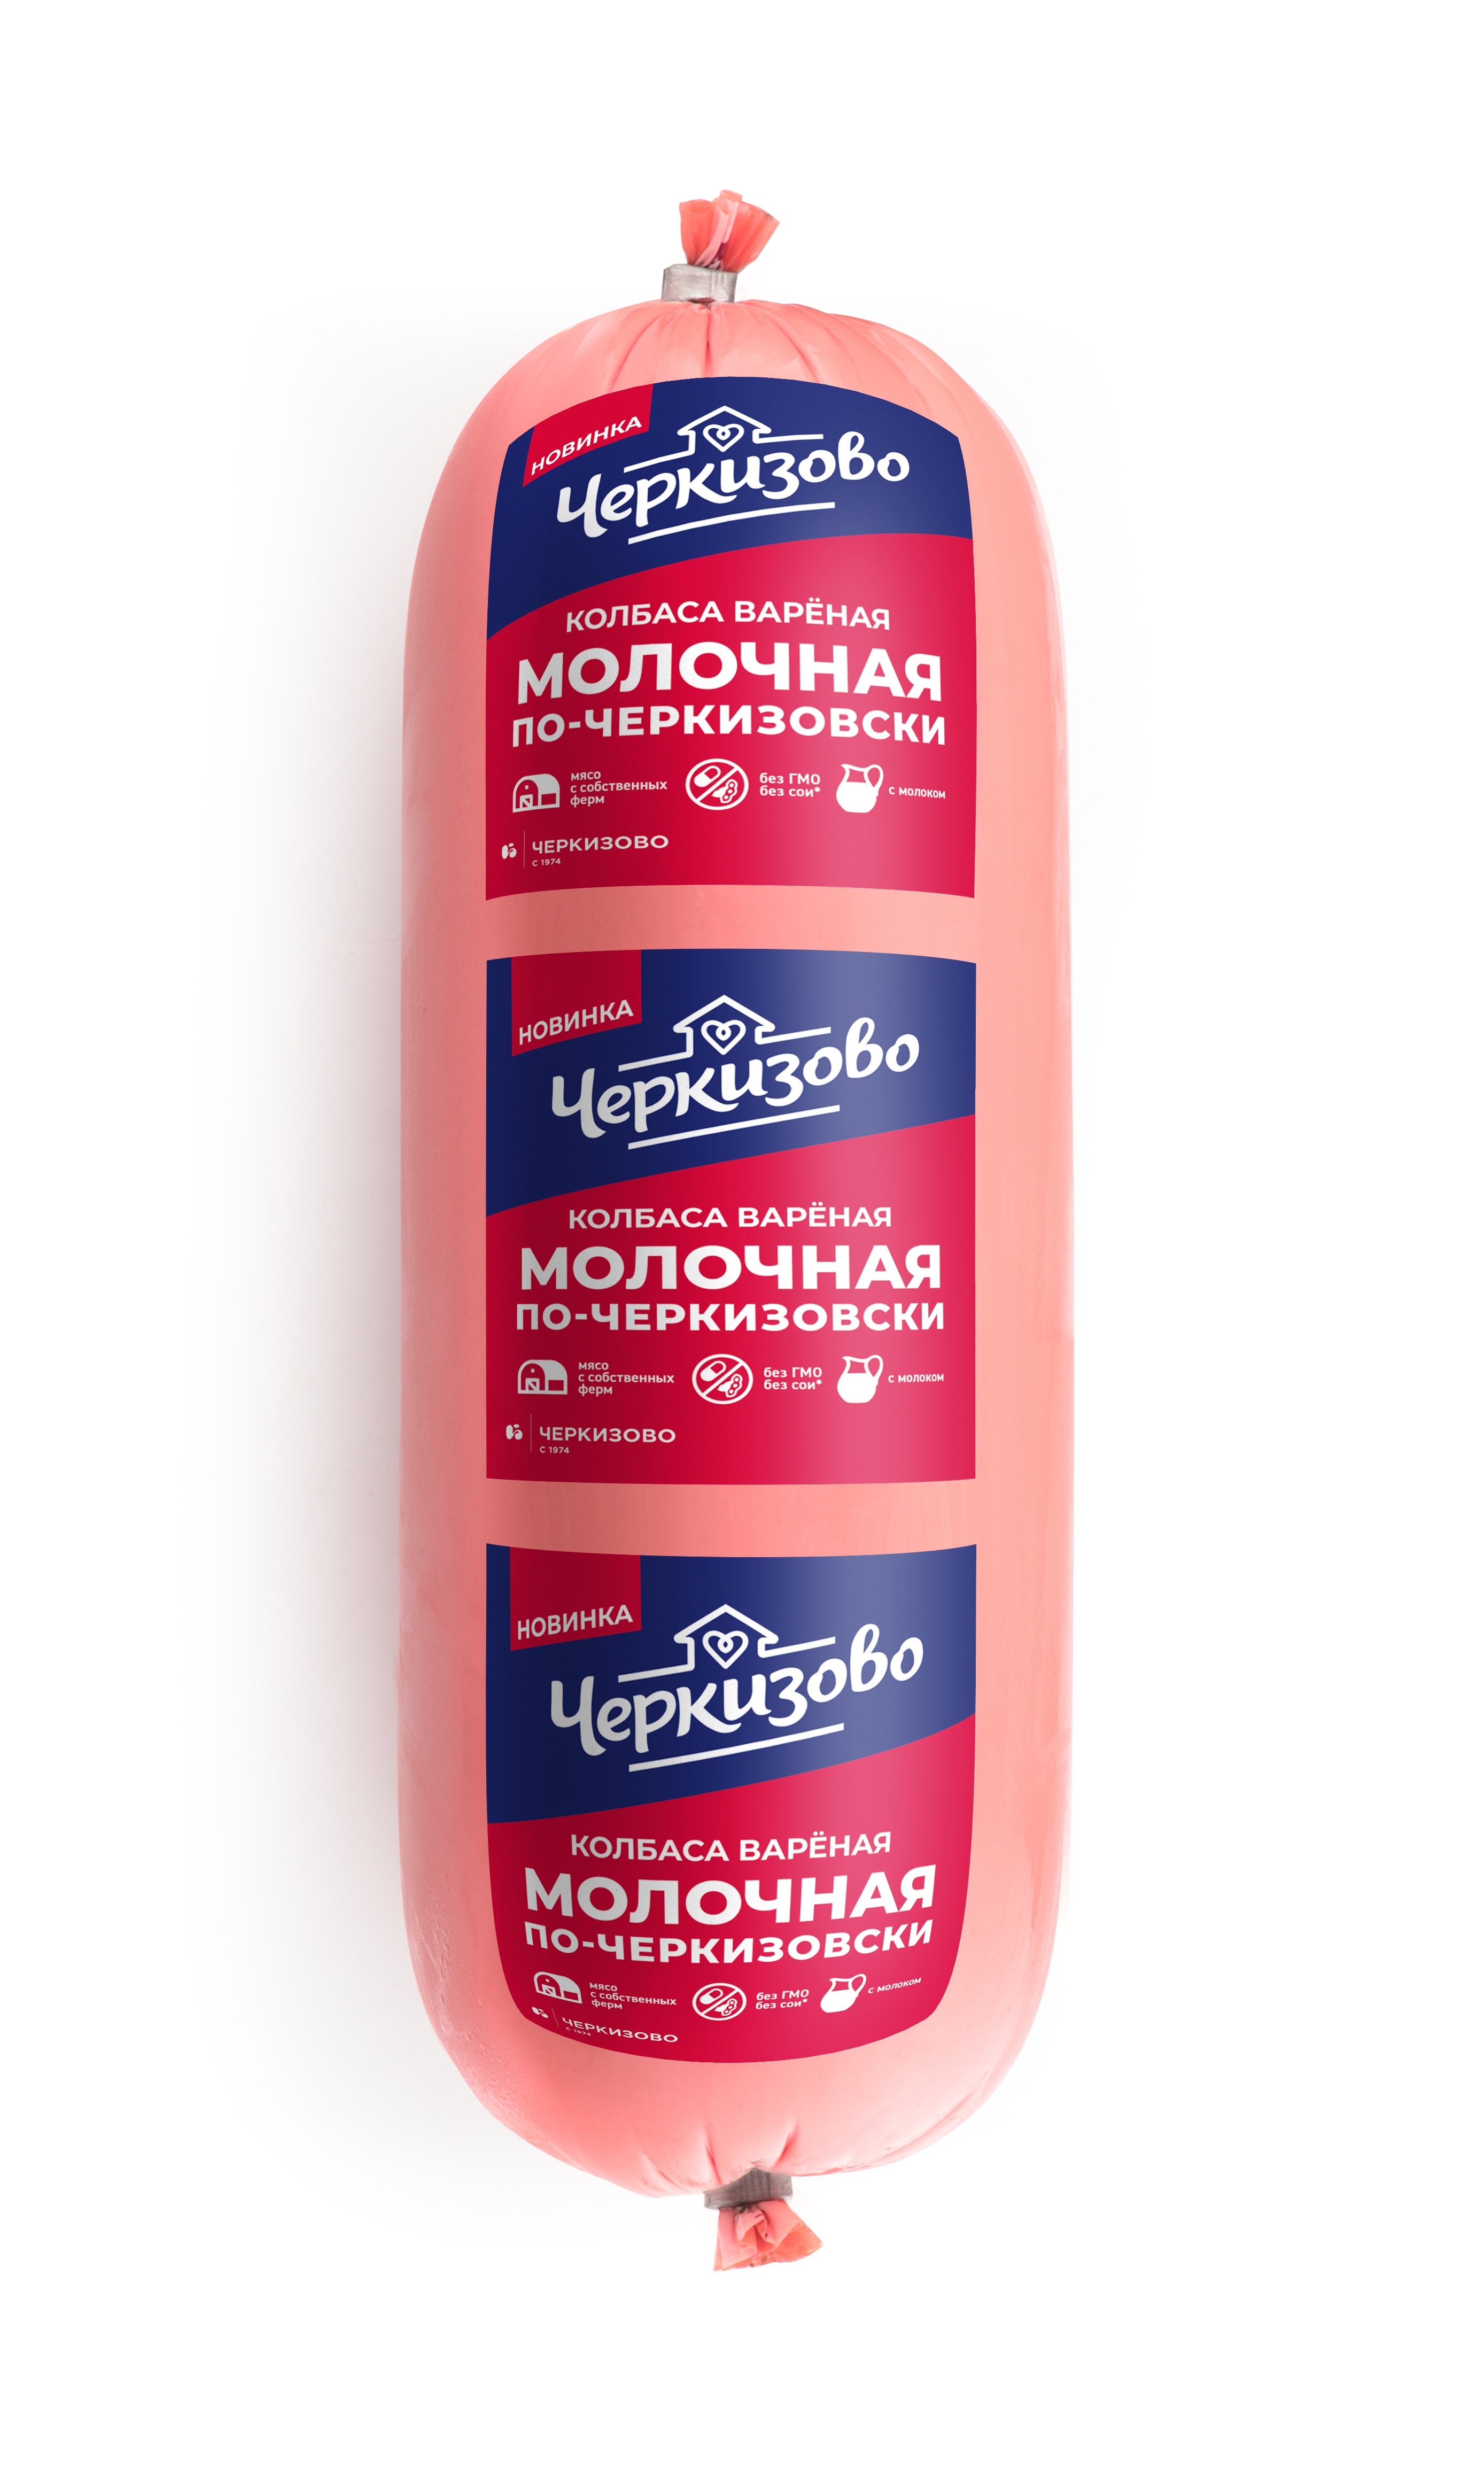 НОВИНКА
Черкизово
КОЛБАСА ВАРЁНАЯ
МОЛОЧНАЯ
ПО-ЧЕРКИЗОВСКИ
мясо
с собственных
ферм
без ГМО
без сои*
с молоком
ЧЕРКИЗОВО
С 1974
НОВИНКА
Черкизово
КОЛБАСА ВАРЁНАЯ
МОЛОЧНАЯ
ПО-ЧЕРКИЗОВСКИ
мясо
с собственных
ферм
без ГМО
без сои*
с молоком
ЧЕРКИЗОВО
С 1974
НОВИНКА
Черкизово
КОЛБАСА ВАРЁНАЯ
МОЛОЧНАЯ
ПО-ЧЕРКИЗОВСКИ
мясо
с собственных
ферм
без ГМО
без сои*
с молоком
ЧЕРКИЗОВО
С 1974